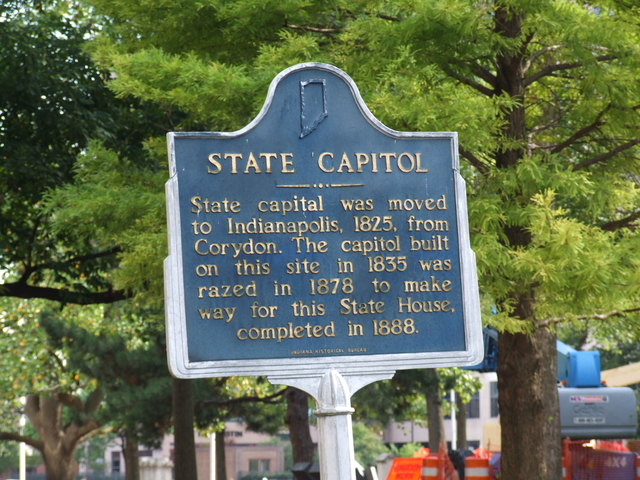 STATE CAPITOL
State capital was moved
to Indianapolis, 1825, from
Corydon. The capitol built
on this site in 1835 was
razed in 1878 to make
way for this State House,
completed in 1888.
INDIANA HISTORICAL BUREAU
4X4